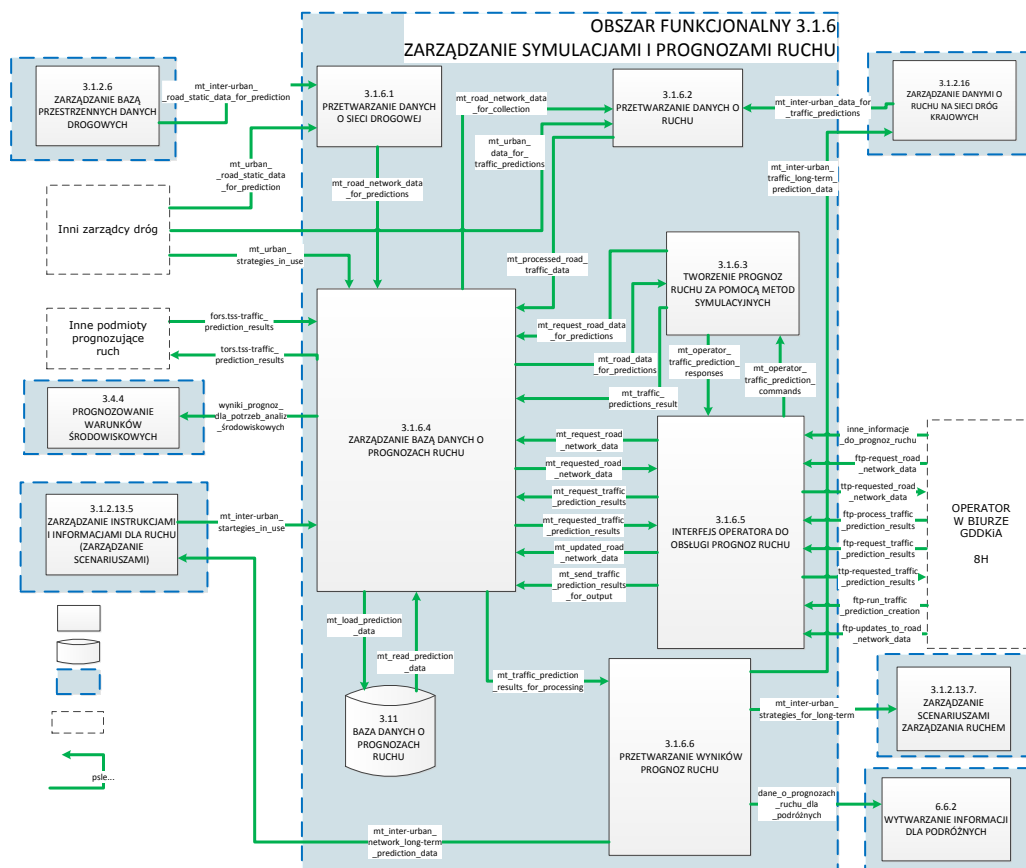 OBSZAR FUNKCJONALNY 3.1.6
ZARZĄDZANIE SYMULACJAMI I PROGNOZAMI RUCHU
3.1.2.6
ZARZĄDZANIE BAZĄ
PRZESTRZENNYCH DANYCH
DROGOWYCH
mt_inter-urban
_road_static_data_for_prediction
3.1.6.1
PRZETWARZANIE DANYCH
O SIECI DROGOWEJ
mt_road_network_data
_for_collection
3.1.6.2
PRZETWARZANIE DANYCH O
RUCHU
mt_inter-urban_data_for
_traffic_predictions
3.1.2.16
ZARZĄDZANIE DANYMI O
RUCHU NA SIECI DRÓG
KRAJOWYCH
mt_urban_
_road_static_data
_for_prediction
mt_road_network_data
_for_predictions
mt_urban_
data_for_
traffic_predictions
mt_inter-urban_
traffic_long-term_
prediction_data
Inni zarządcy dróg
mt_urban_
strategies_in_use
mt_processed_road_
traffic_data
3.1.6.3
TWORZENIE PROGNOZ
RUCHU ZA POMOCĄ METOD
SYMULACYJNYCH
Inne podmioty
prognozujące
ruch
fors.tss-traffic_
prediction_results
tors.tss-traffic_
prediction_results
mt_request_road_data
_for_predictions
mt_road_data
_for_predictions
mt_operator_
traffic_prediction_
responses
mt_operator_
traffic_prediction_
commands
mt_traffic_
predictions_result
3.4.4
PROGNOZOWANIE
WARUNKÓW
ŚRODOWISKOWYCH
wyniki_prognoz_
_dla_potrzeb_analiz
_środowiskowych
3.1.6.4
ZARZĄDZANIE BAZĄ DANYCH O
PROGNOZACH RUCHU
mt_request_road
_network_data
mt_requested_road
_network_data
mt_request_traffic
_prediction_results
mt_requested_traffic
_prediction_results
mt_updated_road
_network_data
mt_send_traffic
_prediction_results
_for_output
3.1.6.5
INTERFEJS OPERATORA DO
OBSŁUGI PROGNOZ RUCHU
inne_informacje
_do_prognoz_ruchu
ftp-request_road
_network_data
ttp-requested_road
_network_data
ftp-process_traffic
_prediction_results
ftp-request_traffic
_prediction_results
ttp-requested_traffic
_prediction_results
ftp-run_traffic
_prediction_creation
ftp-updates_to_road
_network_data
OPERATOR
W BIURZE
GDDKiA
8H
3.1.2.13.5
ZARZĄDZANIE INSTRUKCJAMI
I INFORMACJAMI DLA RUCHU
(ZARZĄDZANIE
SCENARIUSZAMI)
mt_inter-urban_
startegies_in_use
mt_load_prediction
_data
mt_read_prediction
_data
mt_traffic_prediction
_results_for_processing
3.11
BAZA DANYCH O
PROGNOZACH
RUCHU
3.1.6.6
PRZETWARZANIE WYNIKÓW
PROGNOZ RUCHU
mt_inter-urban_
strategies_for_long-term
3.1.2.13.7.
ZARZĄDZANIE
SCENARIUSZAMI
ZARZĄDZANIA RUCHEM
psle...
dane_o_prognozach
_ruchu_dla
_podróżnych
6.6.2
WYTWARZANIE INFORMACJI
DLA PODRÓŻNYCH
mt_inter-urban_
network_long-term
_prediction_data